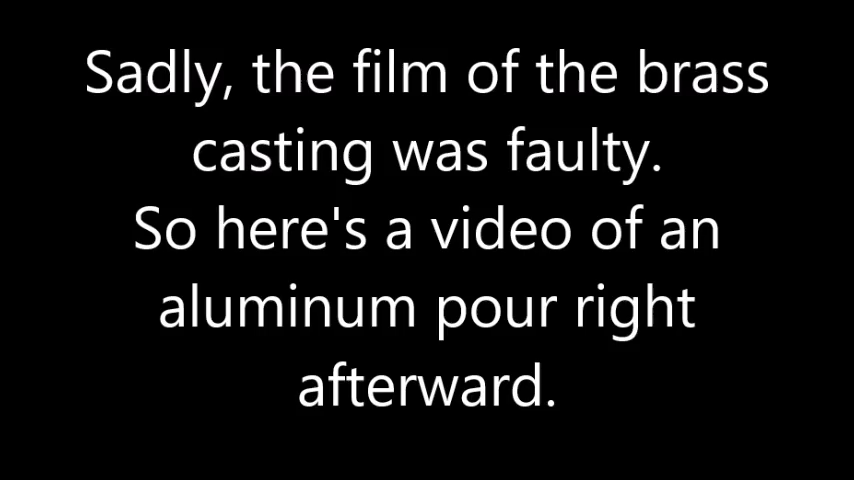 Sadly, the film of the brass
casting was faulty.
So here's a video of an
aluminum pour right
afterward.